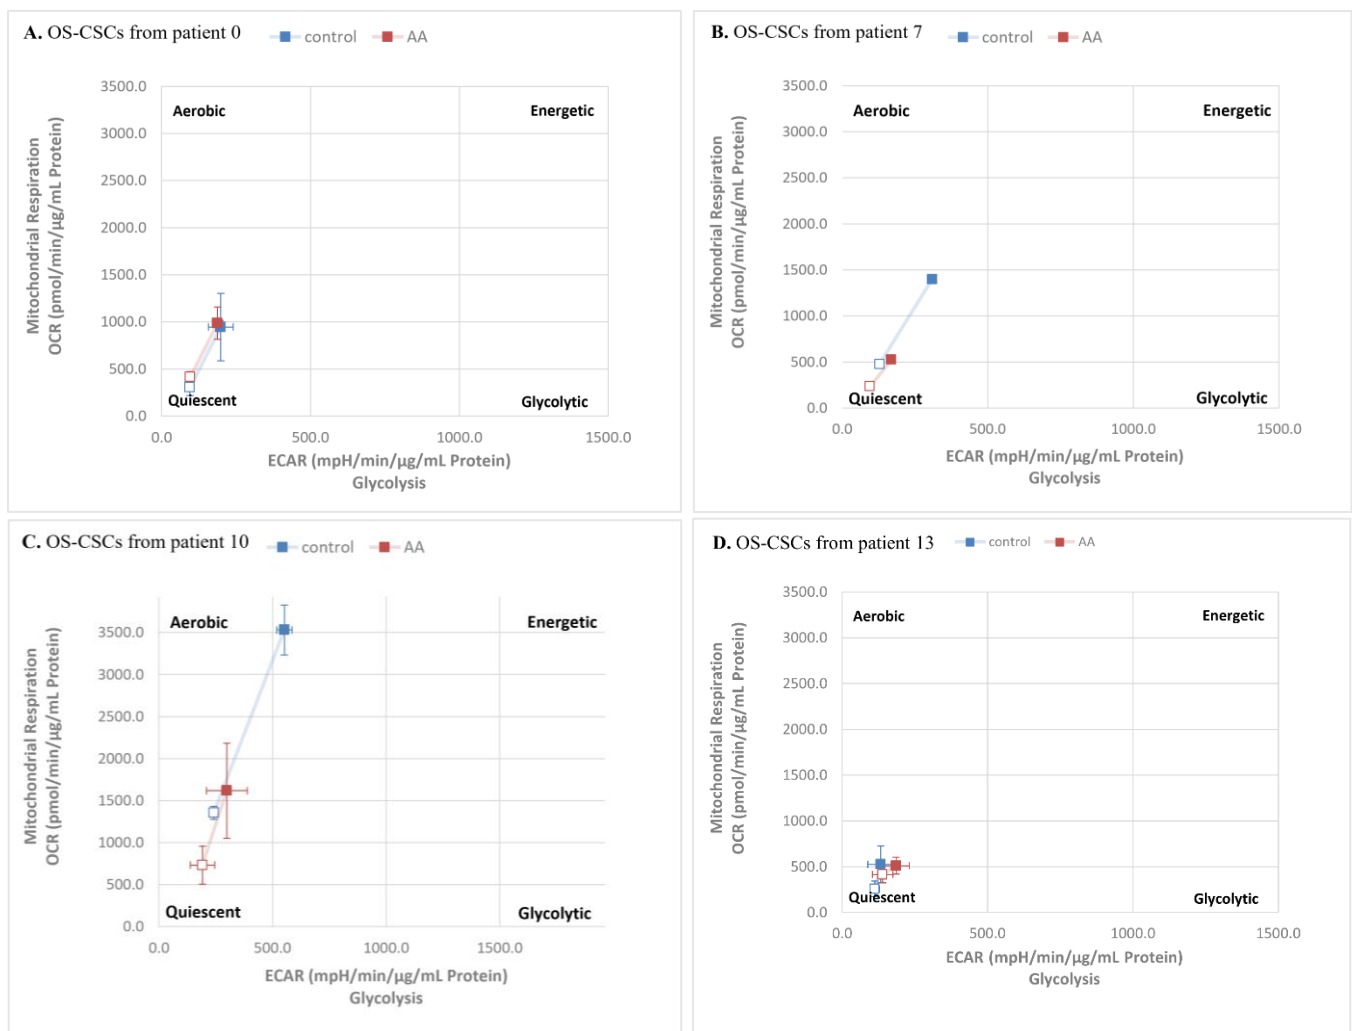 A. OS-CSCs from patient 0
control
AA
Mitochondrial Respiration
OCR (pmol/min/µg/mL Protein)
3500.0
3000.0
2500.0
2000.0
1500.0
1000.0
500.0
0.0
Aerobic
Energetic
Quiescent
Glycolytic
0.0
500.0
1000.0
1500.0
ECAR (mpH/min/µg/mL Protein)
Glycolysis
B. OS-CSCs from patient 7
control
AA
Mitochondrial Respiration
OCR (pmol/min/µg/mL Protein)
3500.0
3000.0
2500.0
2000.0
1500.0
1000.0
500.0
0.0
Aerobic
Energetic
Quiescent
Glycolytic
0.0
500.0
1000.0
1500.0
ECAR (mpH/min/µg/mL Protein)
Glycolysis
C. OS-CSCs from patient 10
control
AA
Mitochondrial Respiration
OCR (pmol/min/µg/mL Protein)
3500.0
3000.0
2500.0
2000.0
1500.0
1000.0
500.0
0.0
Aerobic
Energetic
Quiescent
Glycolytic
0.0
500.0
1000.0
1500.0
ECAR (mpH/min/µg/mL Protein)
Glycolysis
D. OS-CSCs from patient 13
control
AA
Mitochondrial Respiration
OCR (pmol/min/µg/mL Protein)
3500.0
3000.0
2500.0
2000.0
1500.0
1000.0
500.0
0.0
Aerobic
Energetic
Quiescent
Glycolytic
0.0
500.0
1000.0
1500.0
ECAR (mpH/min/µg/mL Protein)
Glycolysis